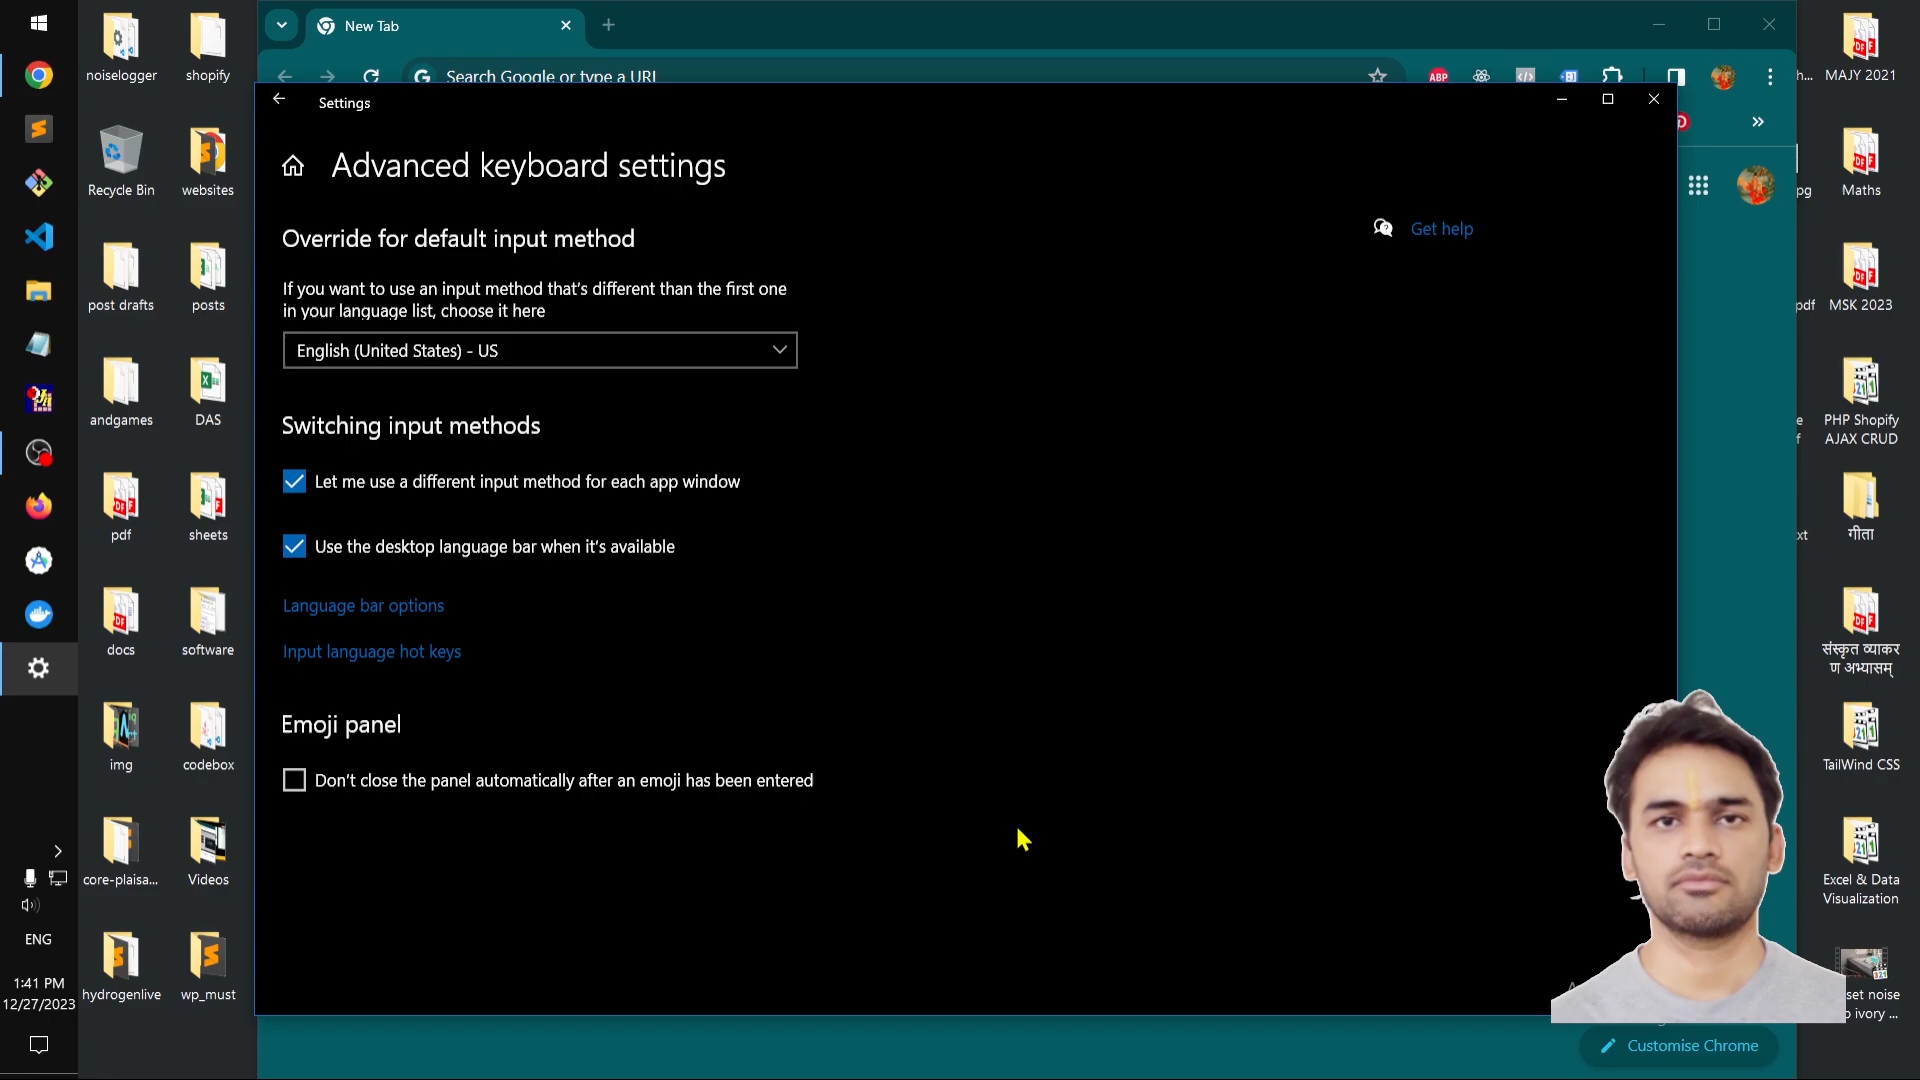 New Tab
Search Google or type a URL
ABP
Settings
Advanced keyboard settings
Override for default input method
If you want to use an input method that's different than the first one
in your language list, choose it here
English (United States) - US
Get help
Switching input methods
Let me use a different input method for each app window
Use the desktop language bar when it's available
Language bar options
Input language hot keys
Emoji panel
Don't close the panel automatically after an emoji has been entered
noiselogger
shopify
Recycle Bin
websites
post drafts
posts
andgames
DAS
pdf
sheets
docs
software
img
codebox
core-plaisa...
Videos
hydrogenlive
wp_must
ENG
1:41 PM
12/27/2023
h...
MAJY 2021
pg
Maths
pdf
MSK 2023
e
f
PHP Shopify
AJAX CRUD
xt
गीता
संस्कृत व्याकर
ण अभ्यासम्
TailWind CSS
Excel & Data
Visualization
set noise
ivory ...
Customise Chrome